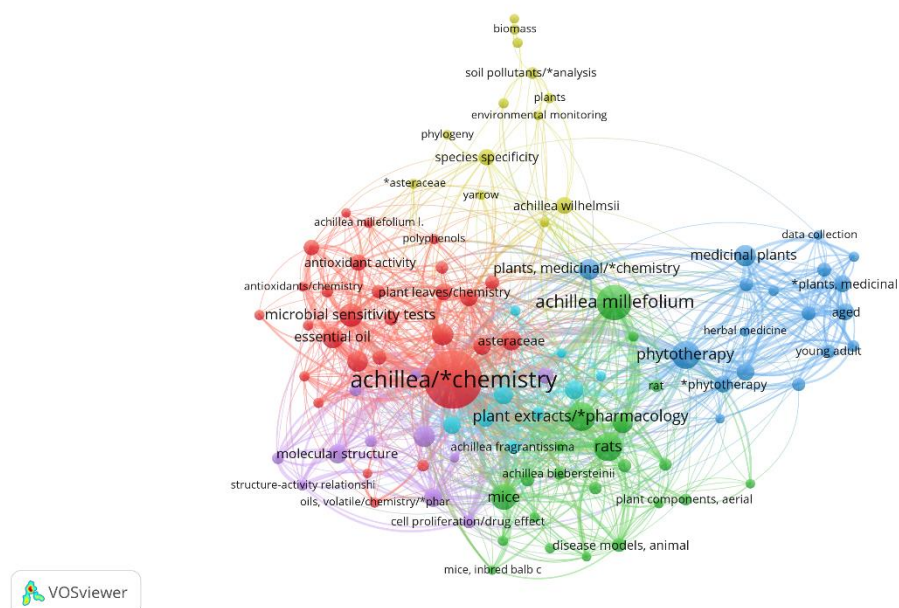 biomass
soil pollutants/*analysis
plants
environmental monitoring
phylogeny
species specificity
*asteraceae
yarrow
achillea wilhelmsii
achillea millefolium l.
polyphenols
data collection
antioxidant activity
plants, medicinal/*chemistry
medicinal plants
antioxidants/chemistry
plant leaves/chemistry
*plants, medicinal
achillea millefolium
microbial sensitivity tests
aged
essential oil
asteraceae
herbal medicine
phytotherapy
young adult
achillea/*chemistry
rat
*phytotherapy
plant extracts/*pharmacology
achillea fragrantissima
rats
molecular structure
achillea biebersteinii
structure-activity relationshi
oils, volatile/chemistry/*phar
mice
plant components, aerial
cell proliferation/drug effect
disease models, animal
mice, inbred balb c
VOSviewer